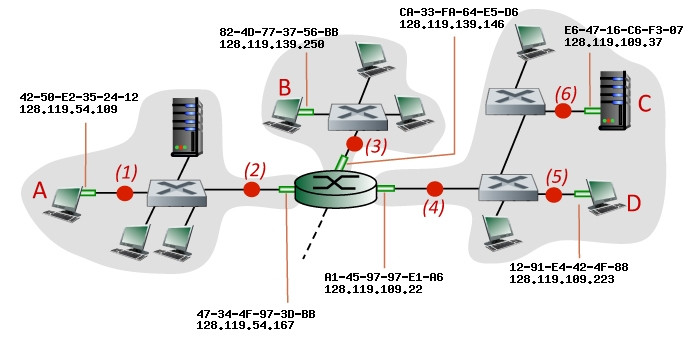 CA-33-FA-64-E5-D6
128.119.139.146
82-4D-77-37-56-BB
128.119.139.250
E6-47-16-C6-F3-07
128.119.109.37
42-50-E2-35-24-12
128.119.54.109
B
C
(6)
(3)
A
(1)
(2)
(4)
(5)
D
12-91-E4-42-4F-88
128.119.109.223
A1-45-97-97-E1-A6
128.119.109.22
47-34-4F-97-3D-BB
128.119.54.167